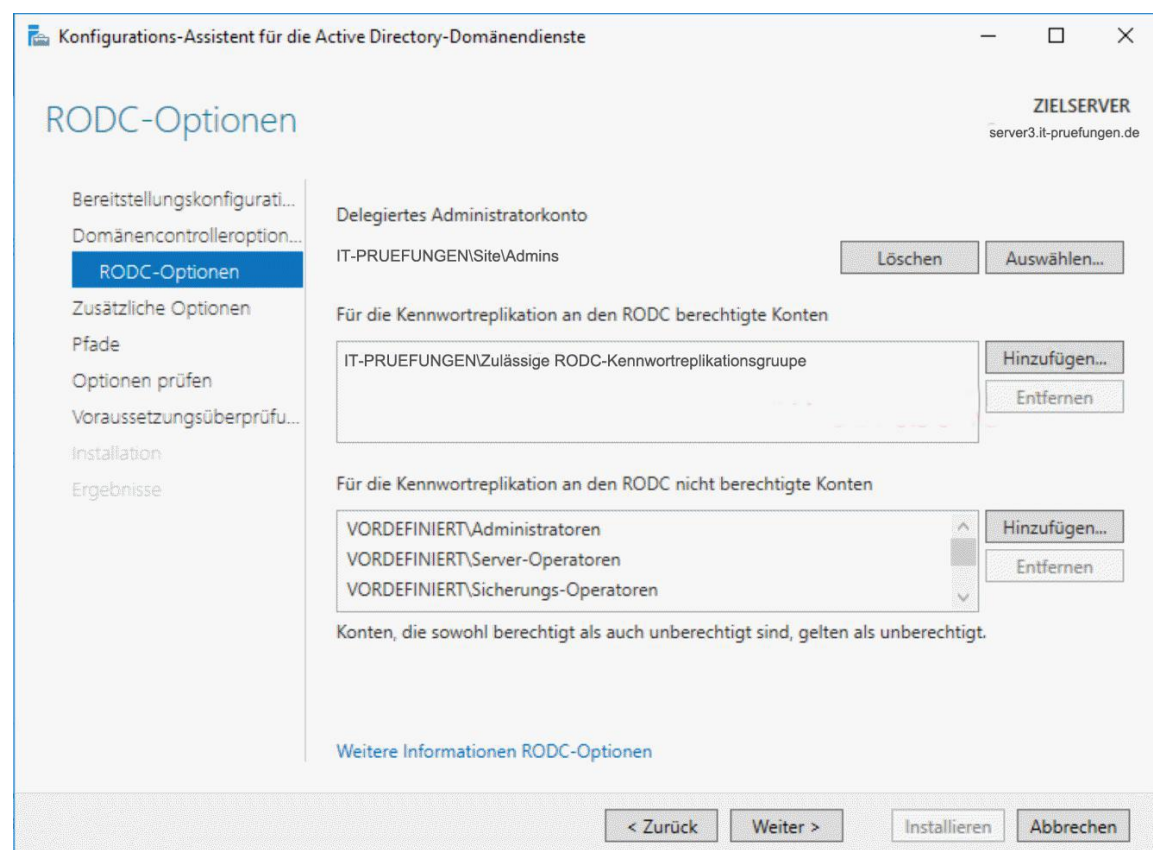 Konfigurations-Assistent für die Active Directory-Domänendienste
RODC-Optionen
ZIELSERVER
server3.it-pruefungen.de
Bereitstellungskonfigurati...
Domänencontrolleroption...
RODC-Optionen
Zusätzliche Optionen
Pfade
Optionen prüfen
Voraussetzungsüberprüfu...
Installation
Ergebnisse
Delegiertes Administratorkonto
IT-PRUEFUNGEN\Site\Admins
Löschen
Auswählen...
Für die Kennwortreplikation an den RODC berechtigte Konten
IT-PRUEFUNGEN\Zulässige RODC-Kennwortreplikationsgruupe
Hinzufügen...
Entfernen
Für die Kennwortreplikation an den RODC nicht berechtigte Konten
VORDEFINIERT\Administratoren
VORDEFINIERT\Server-Operatoren
VORDEFINIERT\Sicherungs-Operatoren
Hinzufügen...
Entfernen
Konten, die sowohl berechtigt als auch unberechtigt sind, gelten als unberechtigt.
Weitere Informationen RODC-Optionen
< Zurück
Weiter >
Installieren
Abbrechen